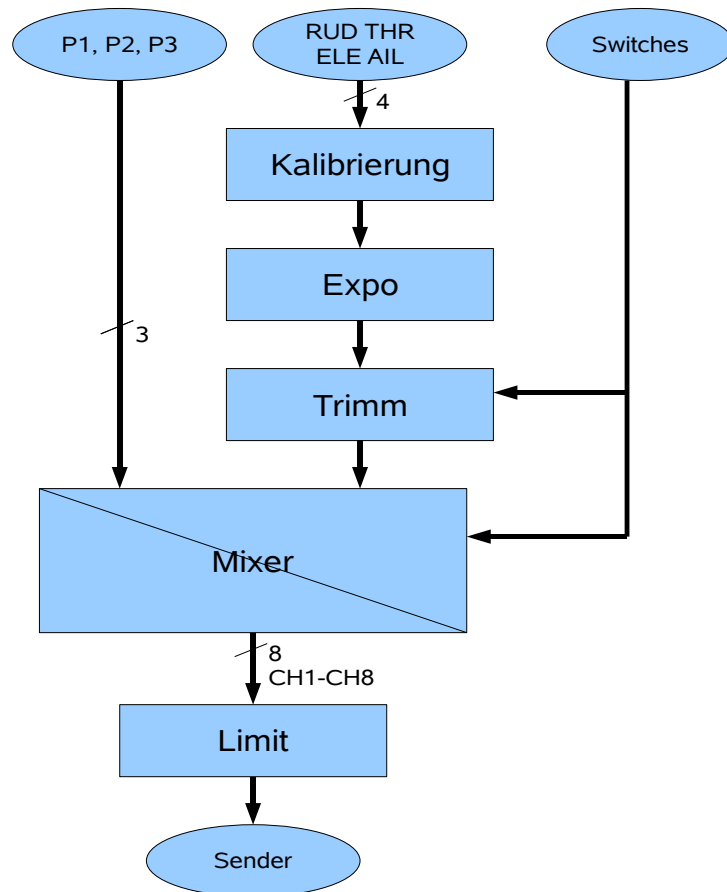 P1, P2, P3
RUD THR
ELE AIL
Switches
4
Kalibrierung
Expo
3
Trimm
Mixer
8
CH1-CH8
Limit
Sender